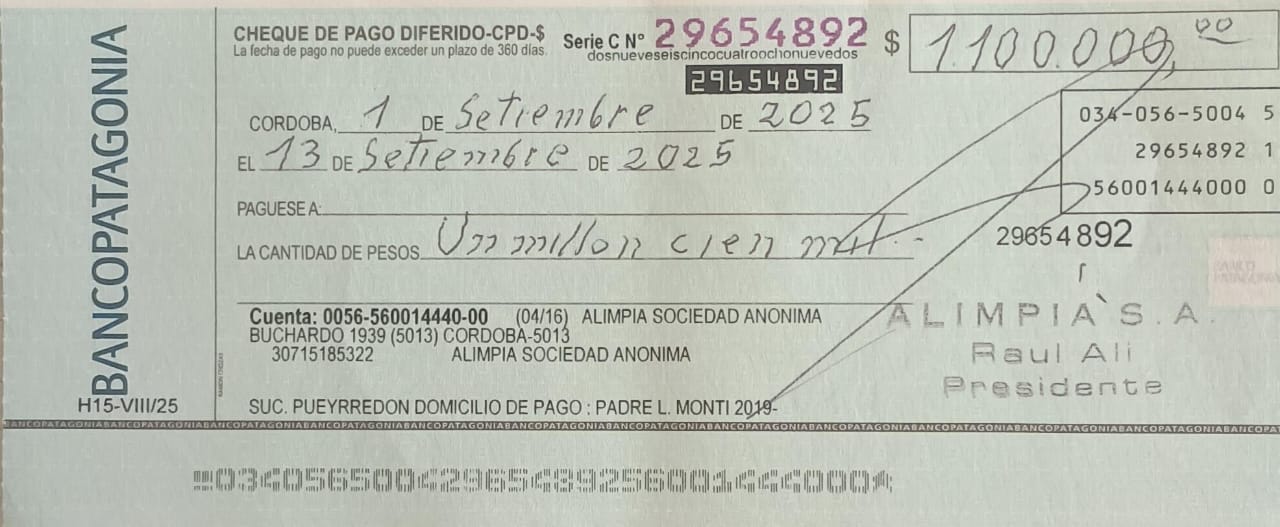 BANCOPATAGONIA
H15-VIII/25
CHEQUE DE PAGO DIFERIDO-CPD-$
La fecha de pago no puede exceder un plazo de 360 días.
Serie C Nº 29654892
dosnueveseiscincocuatroochonuevedos
29654892
$ 1.100.000,00
CORDOBA, 1 DE Setiembre DE 2025
EL 13 DE Setiembre DE 2025
034-056-5004 5
29654892 1
56001444000 0
PAGUESE A:
LA CANTIDAD DE PESOS Un millon cien mil.-
29654892
Cuenta: 0056-560014440-00 (04/16) ALIMPIA SOCIEDAD ANONIMA
BUCHARDO 1939 (5013) CORDOBA-5013
30715185322 ALIMPIA SOCIEDAD ANONIMA
ALIMPIA`S.A.
Raul Ali
Presidente
SUC. PUEYRREDON DOMICILIO DE PAGO : PADRE L. MONTI 2019-
BANCOPATAGONIABANCOPATAGONIABANCOPATAGONIABANCOPATAGONIA
03405650042965489256001444000